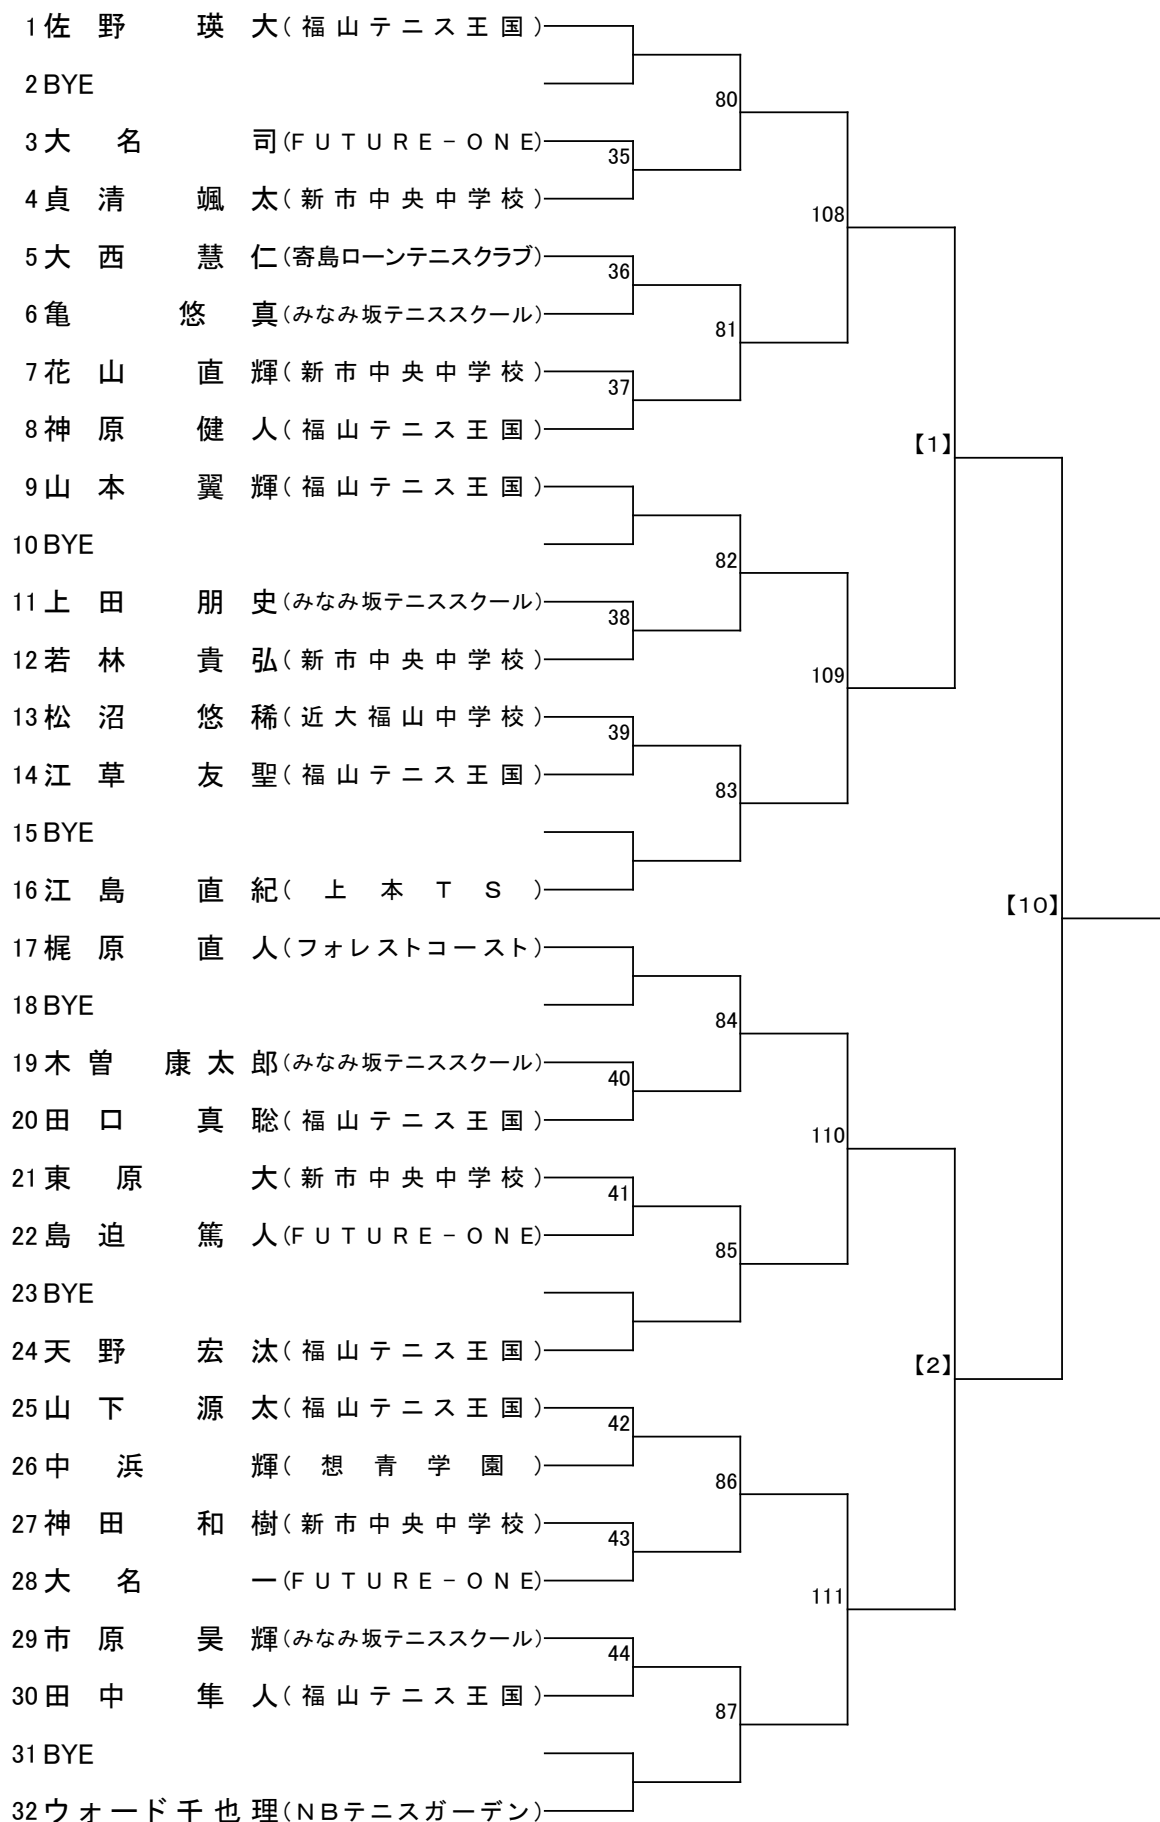 1 佐野 瑛大(福山テニス王国)
2 BYE
80
3 大名 司(FUTURE-ONE)
35
4 貞清 颯太(新市中央中学校)
108
5 大西 慧仁(寄島ローンテニスクラブ)
36
6 亀 悠真(みなみ坂テニススクール)
81
7 花山 直輝(新市中央中学校)
37
8 神原 健人(福山テニス王国)
【1】
9 山本 翼輝(福山テニス王国)
10 BYE
82
11 上田 朋史(みなみ坂テニススクール)
38
12 若林 貴弘(新市中央中学校)
109
13 松沼 悠稀(近大福山中学校)
39
14 江草 友聖(福山テニス王国)
83
15 BYE
16 江島 直紀(上本TS)
【10】
17 梶原 直人(フォレストコースト)
18 BYE
84
19 木曽 康太郎(みなみ坂テニススクール)
40
20 田口 真聡(福山テニス王国)
110
21 東原 大(新市中央中学校)
41
22 島迫 篤人(FUTURE-ONE)
85
23 BYE
24 天野 宏汰(福山テニス王国)
【2】
25 山下 源太(福山テニス王国)
42
26 中浜 輝(想青学園)
86
27 神田 和樹(新市中央中学校)
43
28 大名 一(FUTURE-ONE)
111
29 市原 昊輝(みなみ坂テニススクール)
44
30 田中 隼人(福山テニス王国)
87
31 BYE
32 ウォード千也理(NBテニスガーデン)